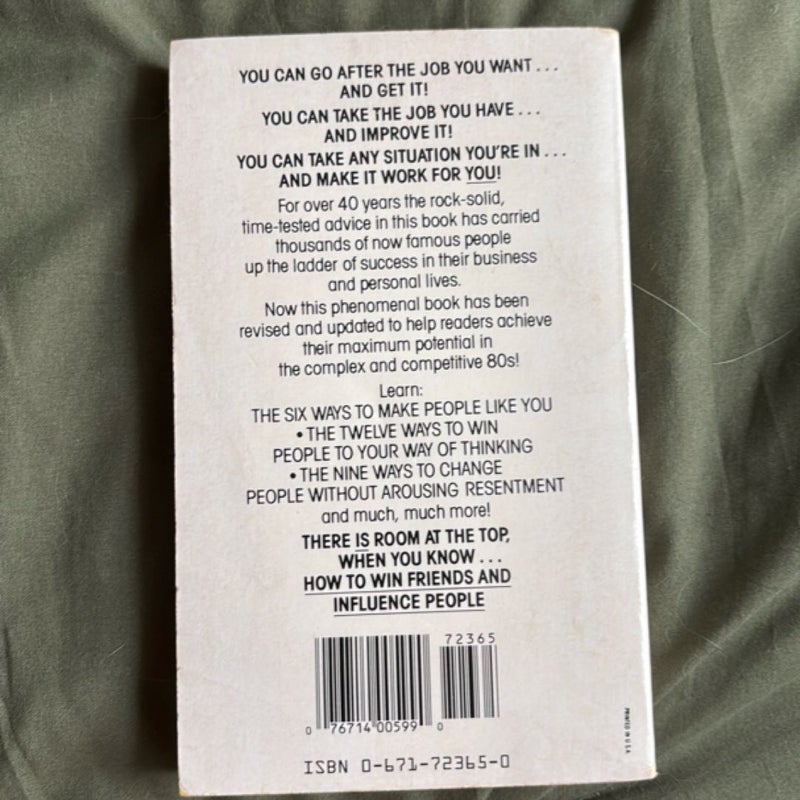 YOU CAN GO AFTER THE JOB YOU WANT...
AND GET IT!
YOU CAN TAKE THE JOB YOU HAVE...
AND IMPROVE IT!
YOU CAN TAKE ANY SITUATION YOU'RE IN...
AND MAKE IT WORK FOR YOU!
For over 40 years the rock-solid,
time-tested advice in this book has carried
thousands of now famous people
up the ladder of success in their business
and personal lives.
Now this phenomenal book has been
revised and updated to help readers achieve
their maximum potential in
the complex and competitive 80s!
Learn:
THE SIX WAYS TO MAKE PEOPLE LIKE YOU
• THE TWELVE WAYS TO WIN
PEOPLE TO YOUR WAY OF THINKING
• THE NINE WAYS TO CHANGE
PEOPLE WITHOUT AROUSING RESENTMENT
and much, much more!
THERE IS ROOM AT THE TOP,
WHEN YOU KNOW...
HOW TO WIN FRIENDS AND
INFLUENCE PEOPLE
72365
0 76714 00599 0
ISBN 0-671-72365-0
PRINTED IN U.S.A.